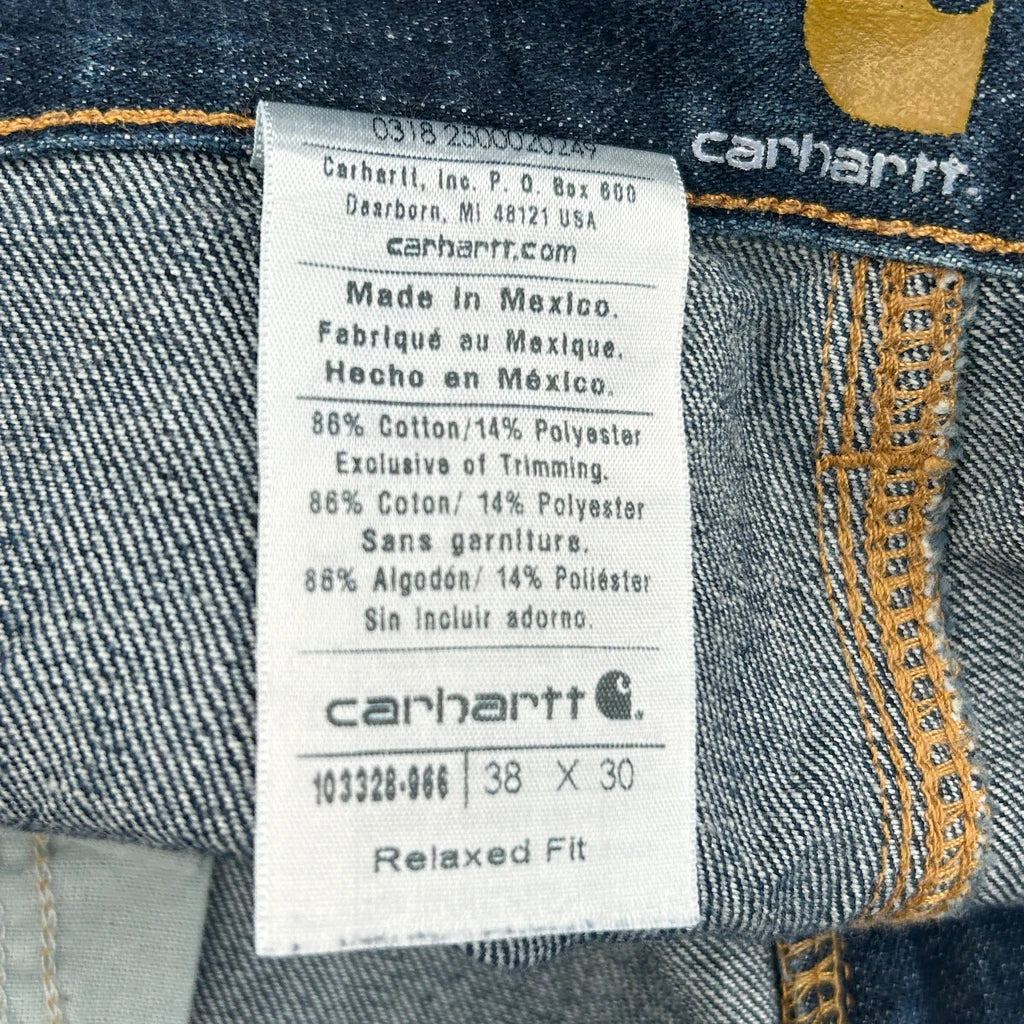 carhartt.
0318 2500020249
Carhartt, Inc. P. O. Box 600
Dearborn, MI 48121 USA
carhartt.com
Made in Mexico.
Fabriqué au Mexique.
Hecho en México.
86% Cotton/14% Polyester
Exclusive of Trimming.
86% Coton/ 14% Polyester
Sans garniture.
86% Algodón/ 14% Poliéster
Sin incluir adorno.
carhartt
103328-966 38 X 30
Relaxed Fit